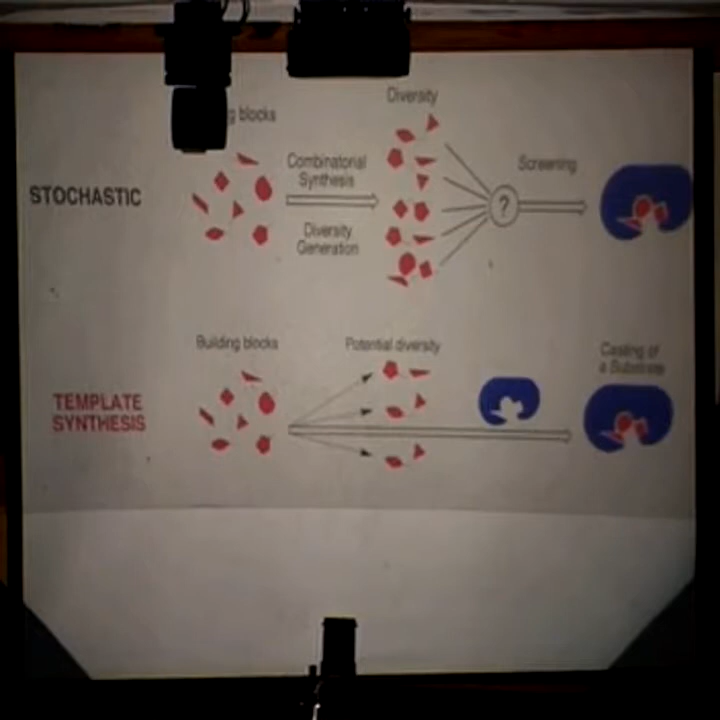 Diversity
g blocks
Combinatorial
Synthesis
Screening
STOCHASTIC
?
Diversity
Generation
Building blocks
Potential diversity
Casting of
a Substrate
TEMPLATE
SYNTHESIS